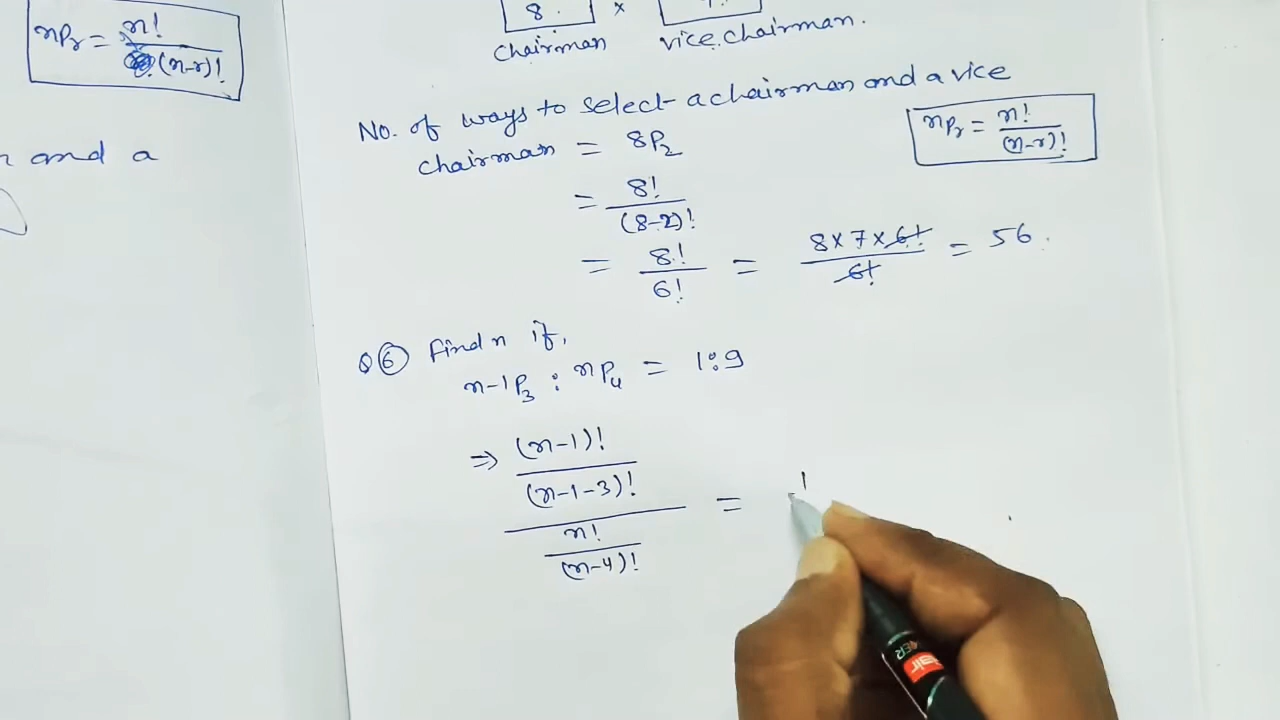 nPr = n! / (n-r)!
and a
8. ×
chairman vice chairman.
No. of ways to select a chairman and a vice
chairman = 8P2
nPr = n! / (n-r)!
= 8! / (8-2)!
= 8! / 6! = 8×7×6! / 6! = 56.
Q⑥ Find n if,
n-1P3 : nP4 = 1:9
⇒ (n-1)! / (n-1-3)!
n! / (n-4)! = 1